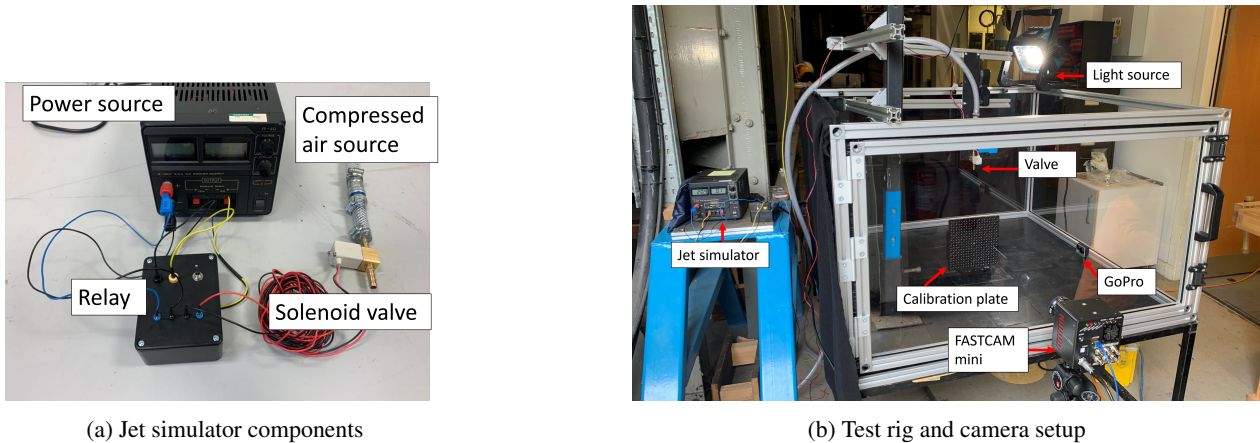 Power source
Compressed
air source
Relay
Solenoid valve
(a) Jet simulator components
Light source
Valve
Jet simulator
Calibration plate
GoPro
FASTCAM
mini
(b) Test rig and camera setup